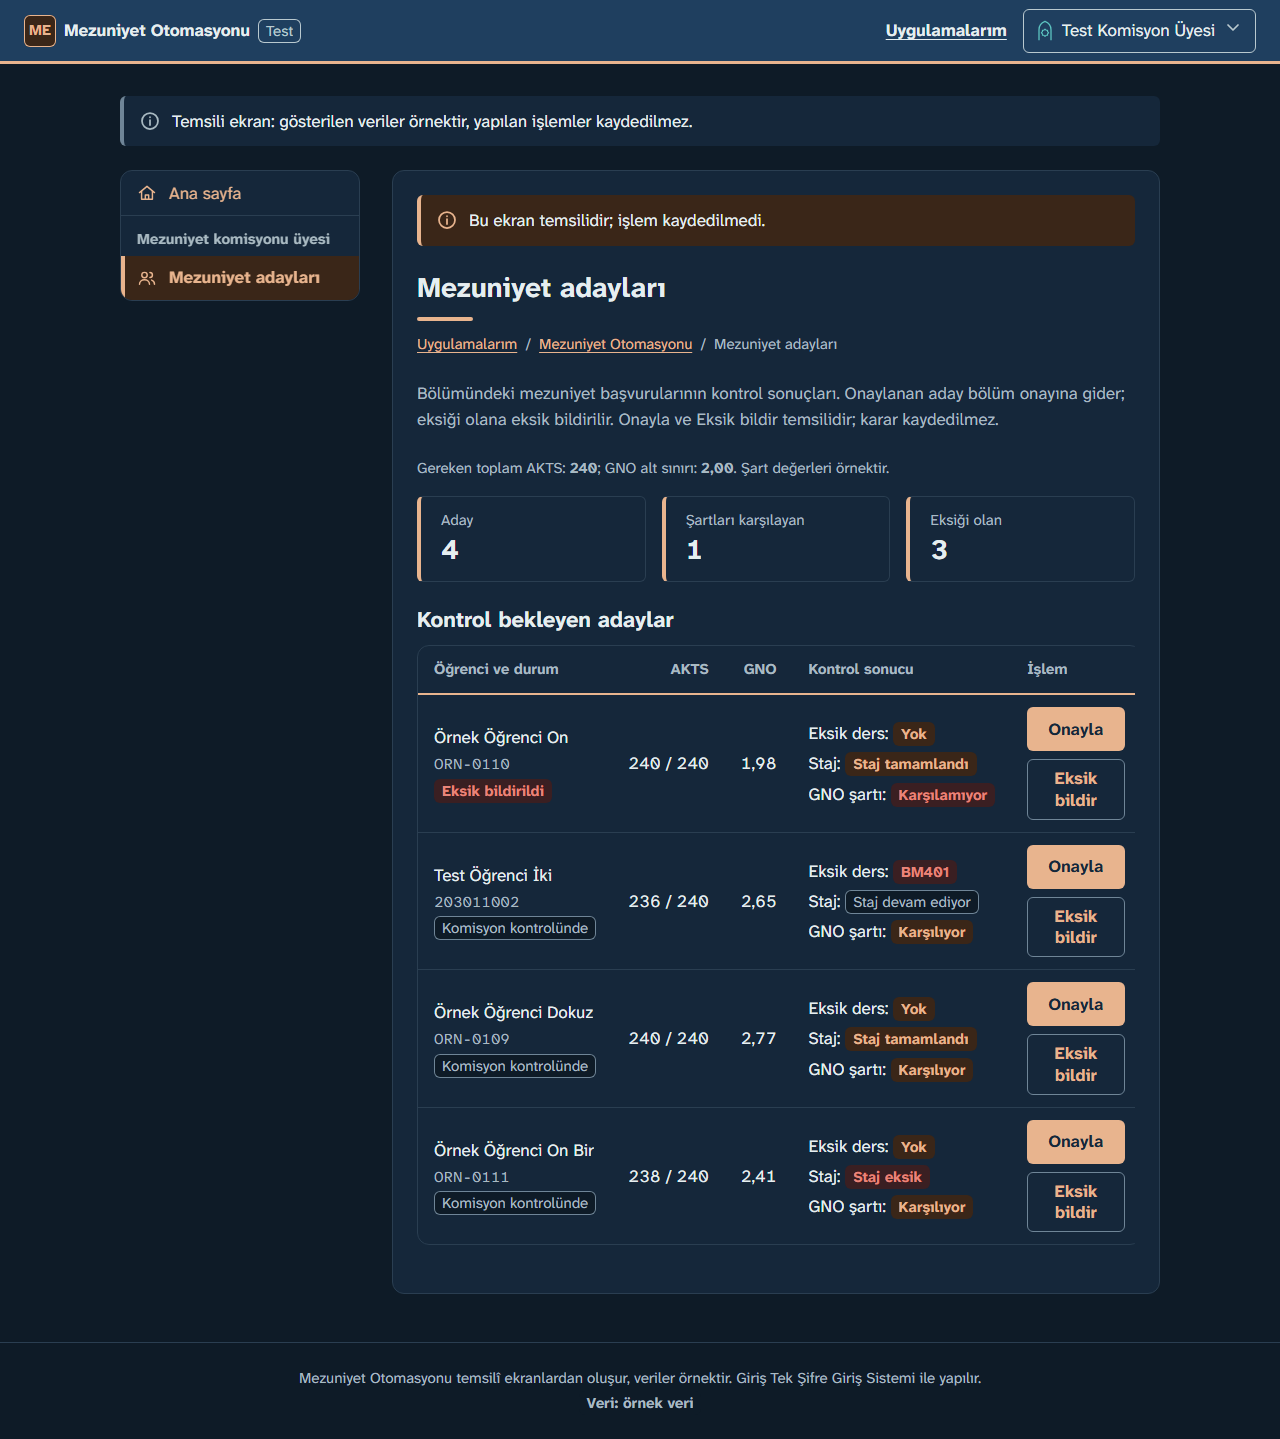 ME Mezuniyet Otomasyonu Test Uygulamalarım Test Komisyon Üyesi
Temsili ekran: gösterilen veriler örnektir, yapılan işlemler kaydedilmez.
Ana sayfa
Mezuniyet komisyonu üyesi
Mezuniyet adayları
Bu ekran temsilidir; işlem kaydedilmedi.
Mezuniyet adayları
Uygulamalarım / Mezuniyet Otomasyonu / Mezuniyet adayları
Bölümündeki mezuniyet başvurularının kontrol sonuçları. Onaylanan aday bölüm onayına gider;
eksiği olana eksik bildirilir. Onayla ve Eksik bildir temsilidir; karar kaydedilmez.
Gereken toplam AKTS: 240; GNO alt sınırı: 2,00. Şart değerleri örnektir.
Aday
4
Şartları karşılayan
1
Eksiği olan
3
Kontrol bekleyen adaylar
Öğrenci ve durum AKTS GNO Kontrol sonucu İşlem
Örnek Öğrenci On
ORN-0110
Eksik bildirildi
240 / 240 1,98
Eksik ders: Yok
Staj: Staj tamamlandı
GNO şartı: Karşılamıyor
Onayla
Eksik
bildir
Test Öğrenci İki
203011002
Komisyon kontrolünde
236 / 240 2,65
Eksik ders: BM401
Staj: Staj devam ediyor
GNO şartı: Karşılıyor
Onayla
Eksik
bildir
Örnek Öğrenci Dokuz
ORN-0109
Komisyon kontrolünde
240 / 240 2,77
Eksik ders: Yok
Staj: Staj tamamlandı
GNO şartı: Karşılıyor
Onayla
Eksik
bildir
Örnek Öğrenci On Bir
ORN-0111
Komisyon kontrolünde
238 / 240 2,41
Eksik ders: Yok
Staj: Staj eksik
GNO şartı: Karşılıyor
Onayla
Eksik
bildir
Mezuniyet Otomasyonu temsilî ekranlardan oluşur, veriler örnektir. Giriş Tek Şifre Giriş Sistemi ile yapılır.
Veri: örnek veri